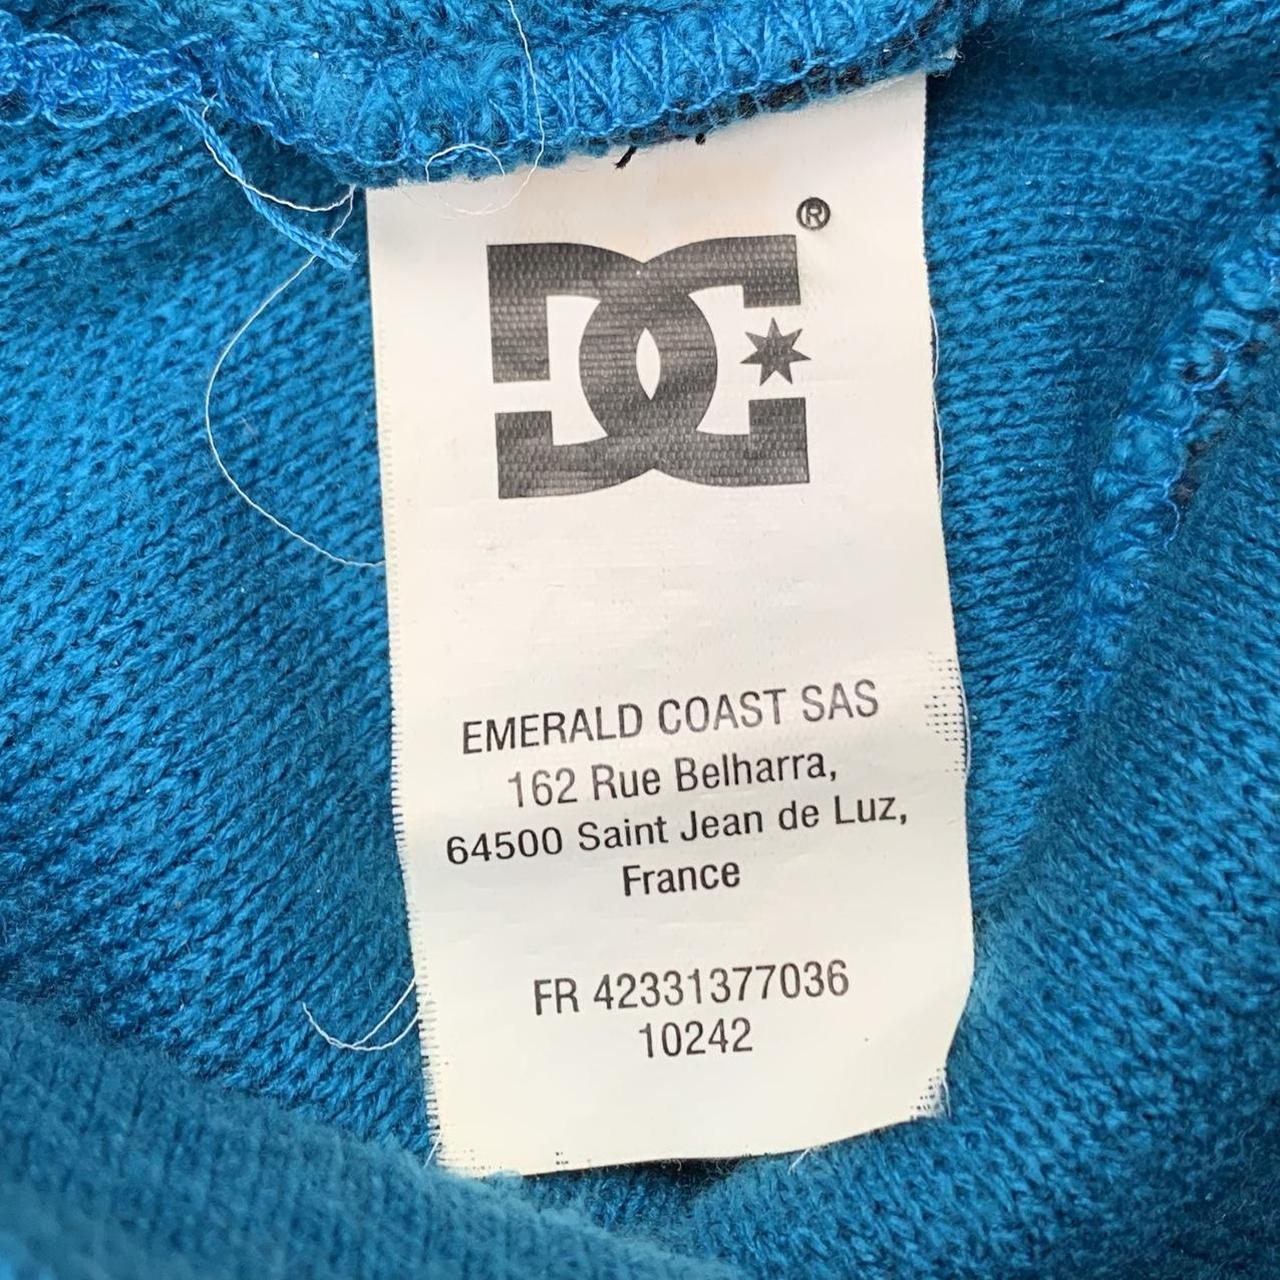 DC®
EMERALD COAST SAS
162 Rue Belharra,
64500 Saint Jean de Luz,
France
FR 42331377036
10242